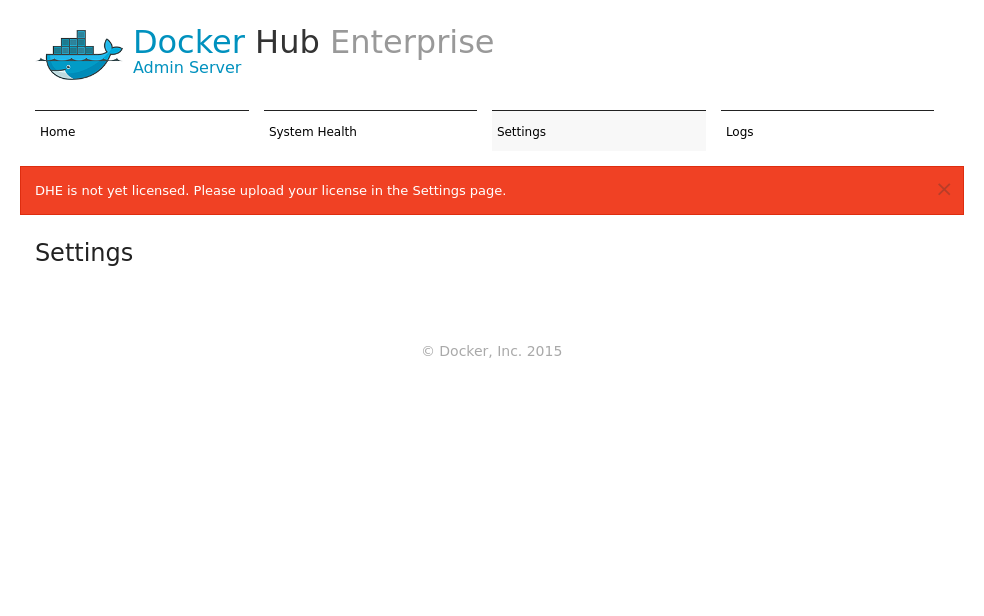 Docker Hub Enterprise
Admin Server
Home
System Health
Settings
Logs
DHE is not yet licensed. Please upload your license in the Settings page.
×
Settings
© Docker, Inc. 2015